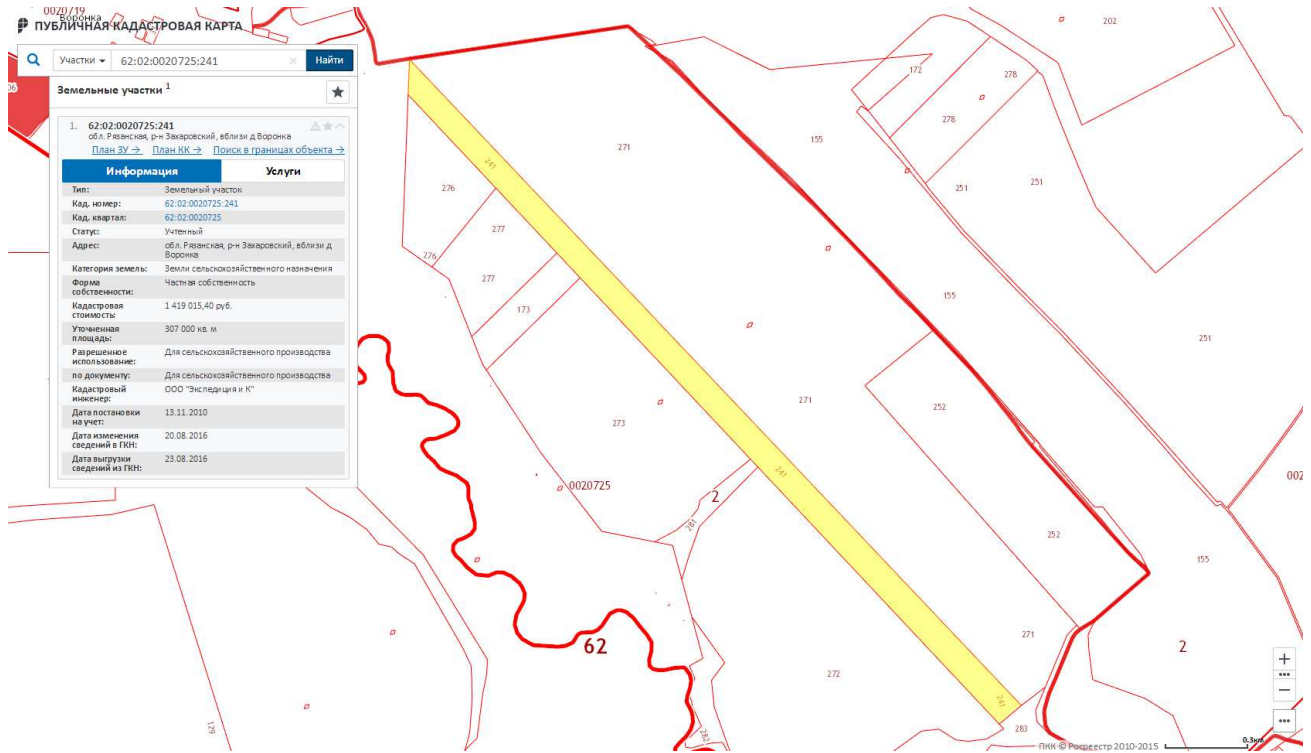 0020719
Воронка
ПУБЛИЧНАЯ КАДАСТРОВАЯ КАРТА
Участки 62:02:0020725:241 × Найти
Земельные участки 1
1. 62:02:0020725:241
обл. Рязанская, р-н Захаровский, вблизи д Воронка
План ЗУ → План КК → Поиск в границах объекта →
Информация Услуги
Тип: Земельный участок
Кад. номер: 62:02:0020725:241
Кад. квартал: 62:02:0020725
Статус: Учтенный
Адрес: обл. Рязанская, р-н Захаровский, вблизи д
Воронка
Категория земель: Земли сельскохозяйственного назначения
Форма
собственности: Частная собственность
Кадастровая
стоимость: 1 419 015,40 руб.
Уточненная
площадь: 307 000 кв. м
Разрешенное
использование: Для сельскохозяйственного производства
по документу: Для сельскохозяйственного производства
Кадастровый
инженер: ООО "Экспедиция и К"
Дата постановки
на учет: 13.11.2010
Дата изменения
сведений в ГКН: 20.08.2016
Дата выгрузки
сведений из ГКН: 23.08.2016
202
172
278
278
155
271
241
276
251
251
277
276
277
155
173
251
271
252
273
241
002
0020725
2
281
252
155
271
62
2
272
241
129
282
283
ПКК © Росреестр 2010-2015
0.3км